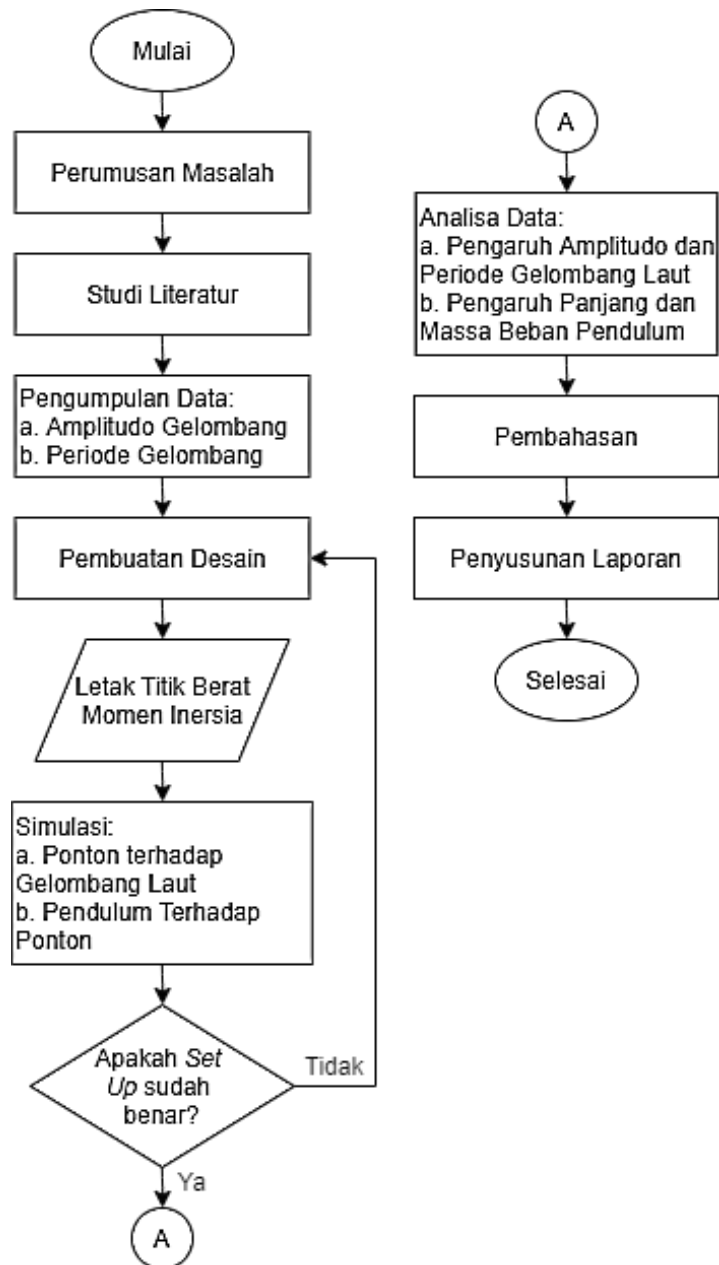 Mulai
Perumusan Masalah
Studi Literatur
Pengumpulan Data:
a. Amplitudo Gelombang
b. Periode Gelombang
Pembuatan Desain
Letak Titik Berat
Momen Inersia
Simulasi:
a. Ponton terhadap
Gelombang Laut
b. Pendulum Terhadap
Ponton
Apakah Set
Up sudah
benar?
Tidak
Ya
A
A
Analisa Data:
a. Pengaruh Amplitudo dan
Periode Gelombang Laut
b. Pengaruh Panjang dan
Massa Beban Pendulum
Pembahasan
Penyusunan Laporan
Selesai